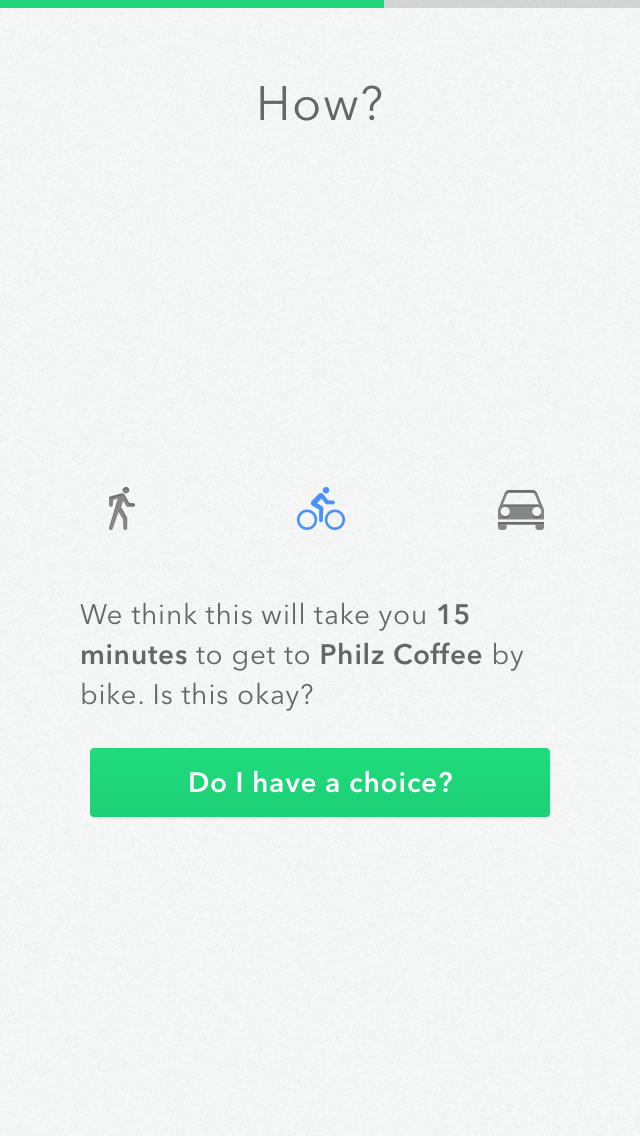 How?
We think this will take you 15
minutes to get to Philz Coffee by
bike. Is this okay?
Do I have a choice?